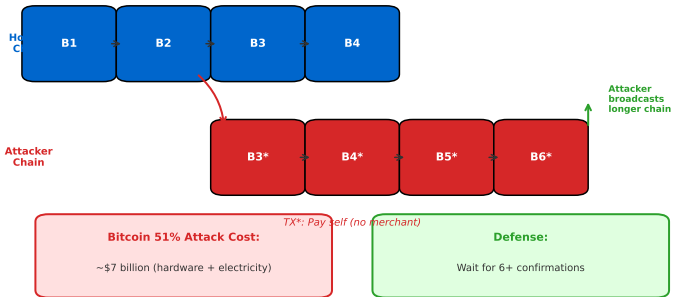 B1
B2
B3
B4
Attacker
broadcasts
longer chain
Attacker
Chain
B3*
B4*
B5*
B6*
TX*: Pay self (no merchant)
Bitcoin 51% Attack Cost:
~$7 billion (hardware + electricity)
Defense:
Wait for 6+ confirmations